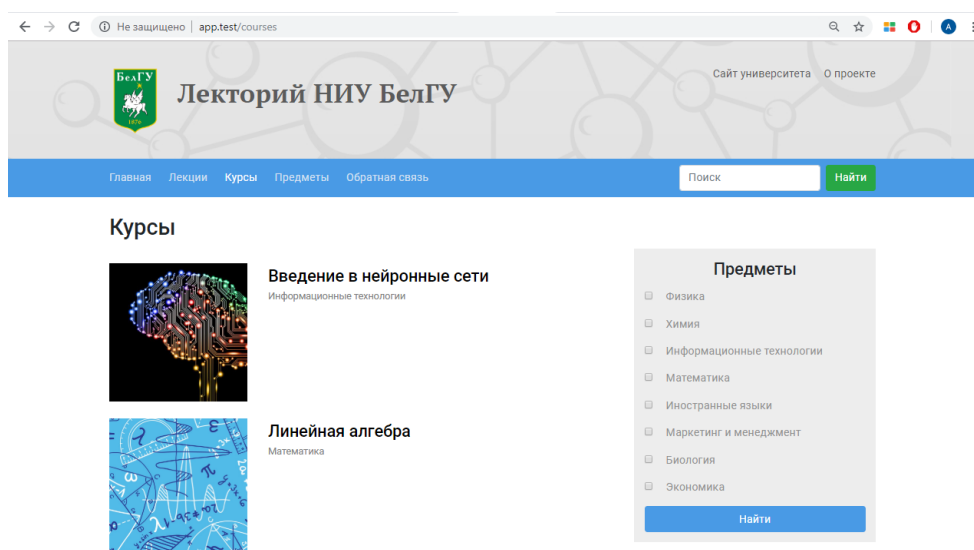 Не защищено | app.test/courses
A
БелГУ
1876
Лекторий НИУ БелГУ
Сайт университета О проекте
Главная Лекции Курсы Предметы Обратная связь Поиск Найти
Курсы
Введение в нейронные сети
Информационные технологии
Линейная алгебра
Математика
Предметы
Физика
Химия
Информационные технологии
Математика
Иностранные языки
Маркетинг и менеджмент
Биология
Экономика
Найти